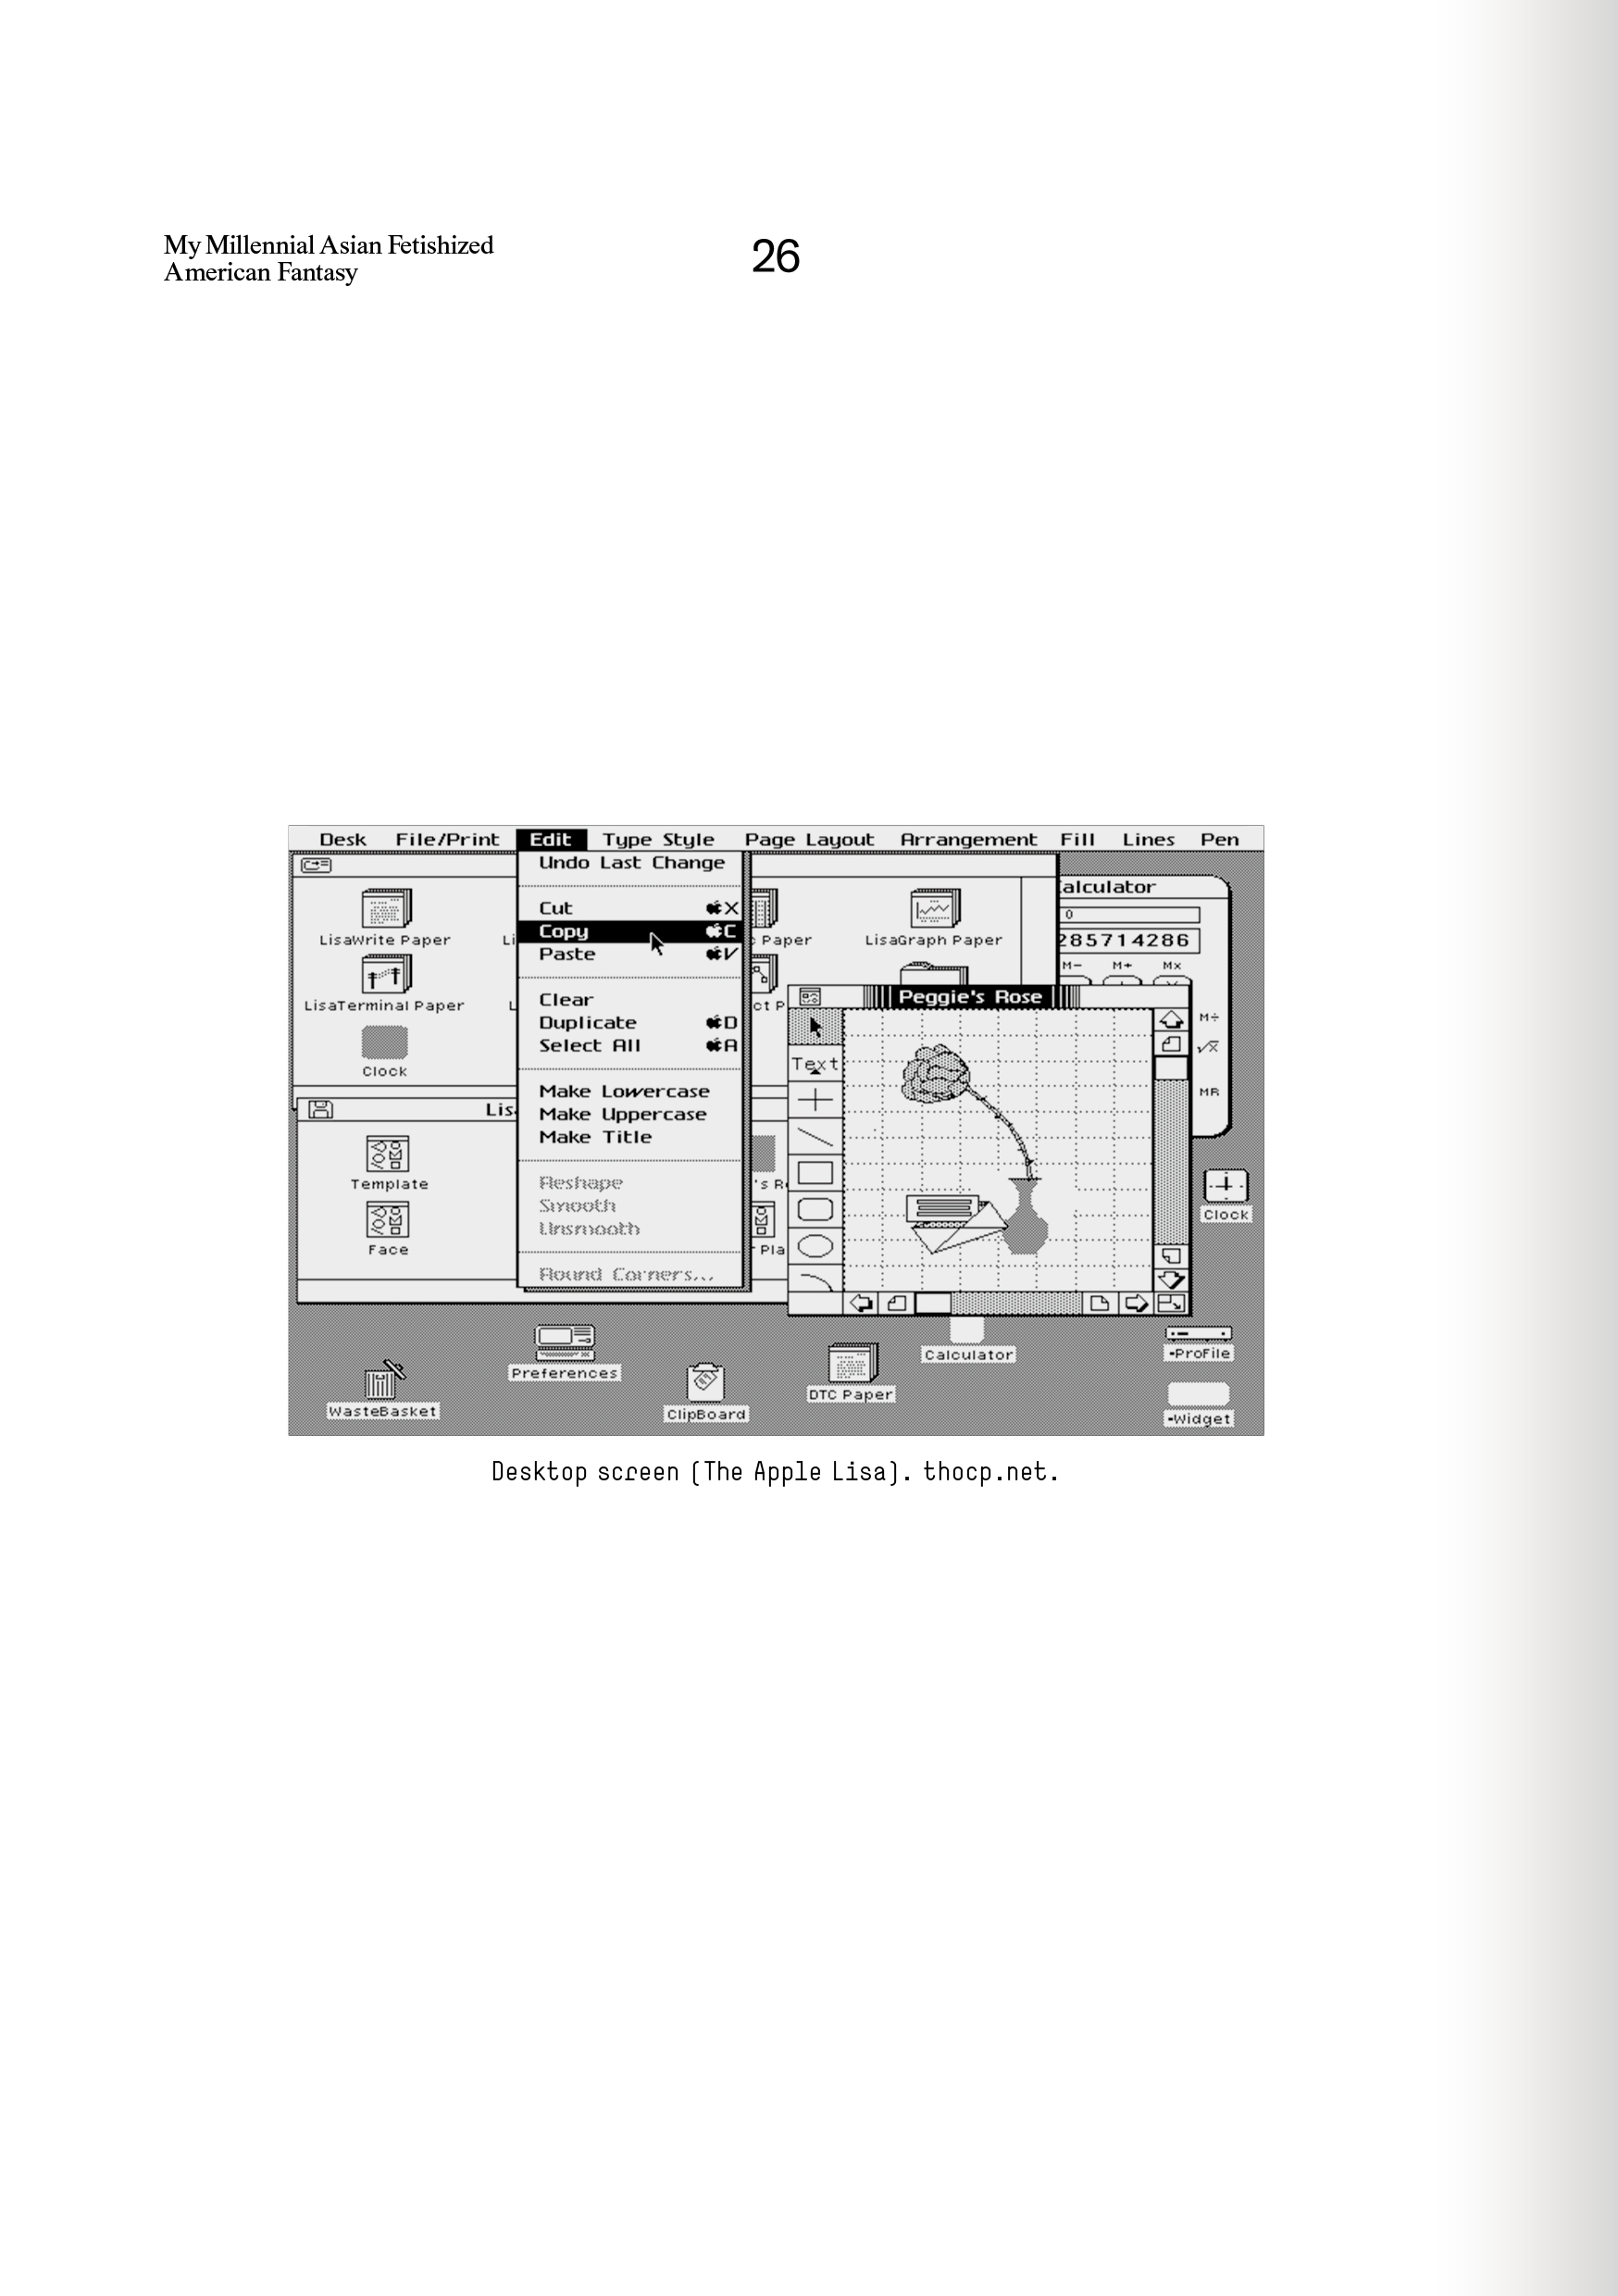 My Millennial Asian Fetishized
American Fantasy
26
Desk File/Print Edit Type Style Page Layout Arrangement Fill Lines Pen
Undo Last Change
Cut X
Copy C
Paste V
Clear
Duplicate D
Select All A
Make Lowercase
Make Uppercase
Make Title
Reshape
Smooth
Unsmooth
Round Corners...
LisaWrite Paper
Li
Paper
LisaGraph Paper
LisaTerminal Paper
L
ct P
Clock
Lis
Template
's R
Face
Pla
alculator
0
285714286
M- M+ Mx
M÷
√x
MR
Peggie's Rose
Text
Clock
Preferences
WasteBasket
ClipBoard
DTC Paper
Calculator
-ProFile
-Widget
Desktop screen (The Apple Lisa). thocp.net.